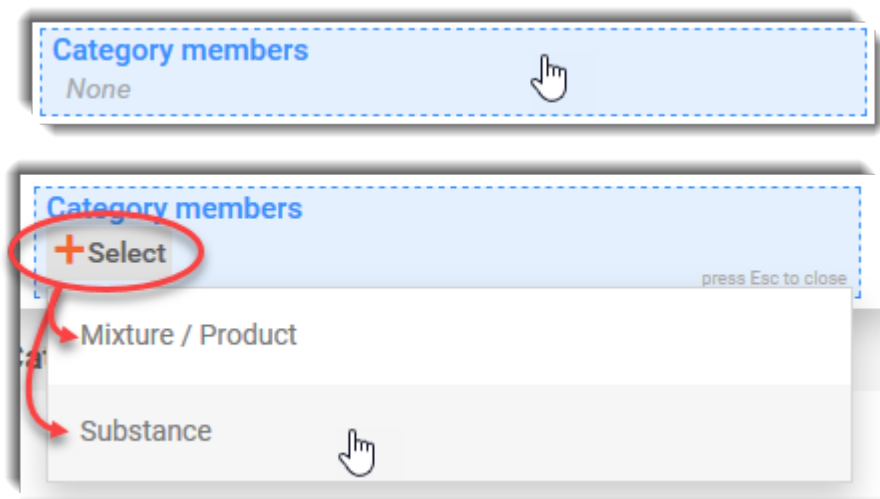 Category members
None
Category members
+Select
press Esc to close
Mixture / Product
Substance